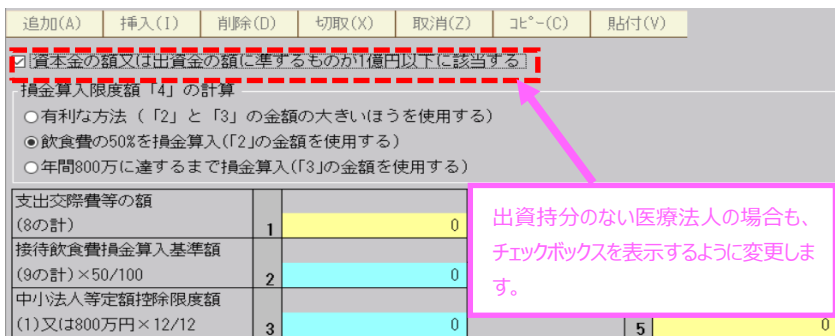 追加(A) 挿入(I) 削除(D) 切取(X) 取消(Z) ｺﾋﾟｰ(C) 貼付(V)
資本金の額又は出資金の額に準ずるものが1億円以下に該当する
損金算入限度額「4」の計算
有利な方法（「2」と「3」の金額の大きいほうを使用する）
飲食費の50%を損金算入(「2」の金額を使用する)
年間800万に達するまで損金算入(「3」の金額を使用する)
支出交際費等の額
(8の計) 1 0
接待飲食費損金算入基準額
(9の計)×50/100 2 0
中小法人等定額控除限度額
(1)又は800万円×12/12 3 0 5 0
出資持分のない医療法人の場合も、
チェックボックスを表示するように変更しま
す。